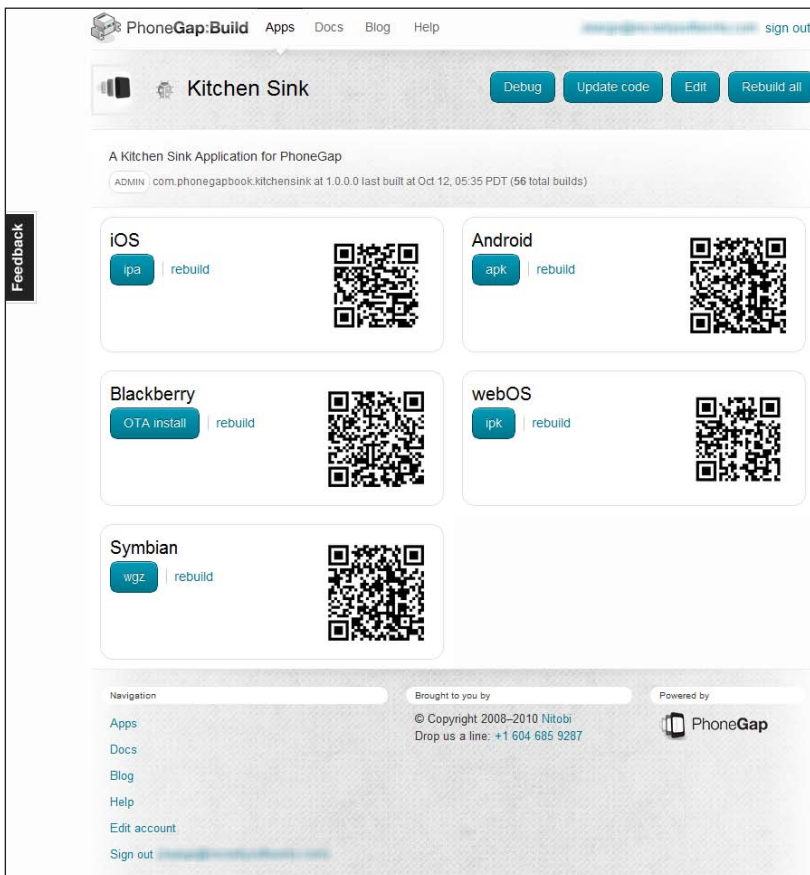 PhoneGap:Build Apps Docs Blog Help sign out
Kitchen Sink Debug Update code Edit Rebuild all
A Kitchen Sink Application for PhoneGap
ADMIN com.phonegapbook.kitchensink at 1.0.0.0 last built at Oct 12, 05:35 PDT (56 total builds)
Feedback
iOS
ipa rebuild
Android
apk rebuild
Blackberry
OTA install rebuild
webOS
ipk rebuild
Symbian
wgz rebuild
Navigation
Apps
Docs
Blog
Help
Edit account
Sign out
Brought to you by
© Copyright 2008–2010 Nitobi
Drop us a line: +1 604 685 9287
Powered by
PhoneGap